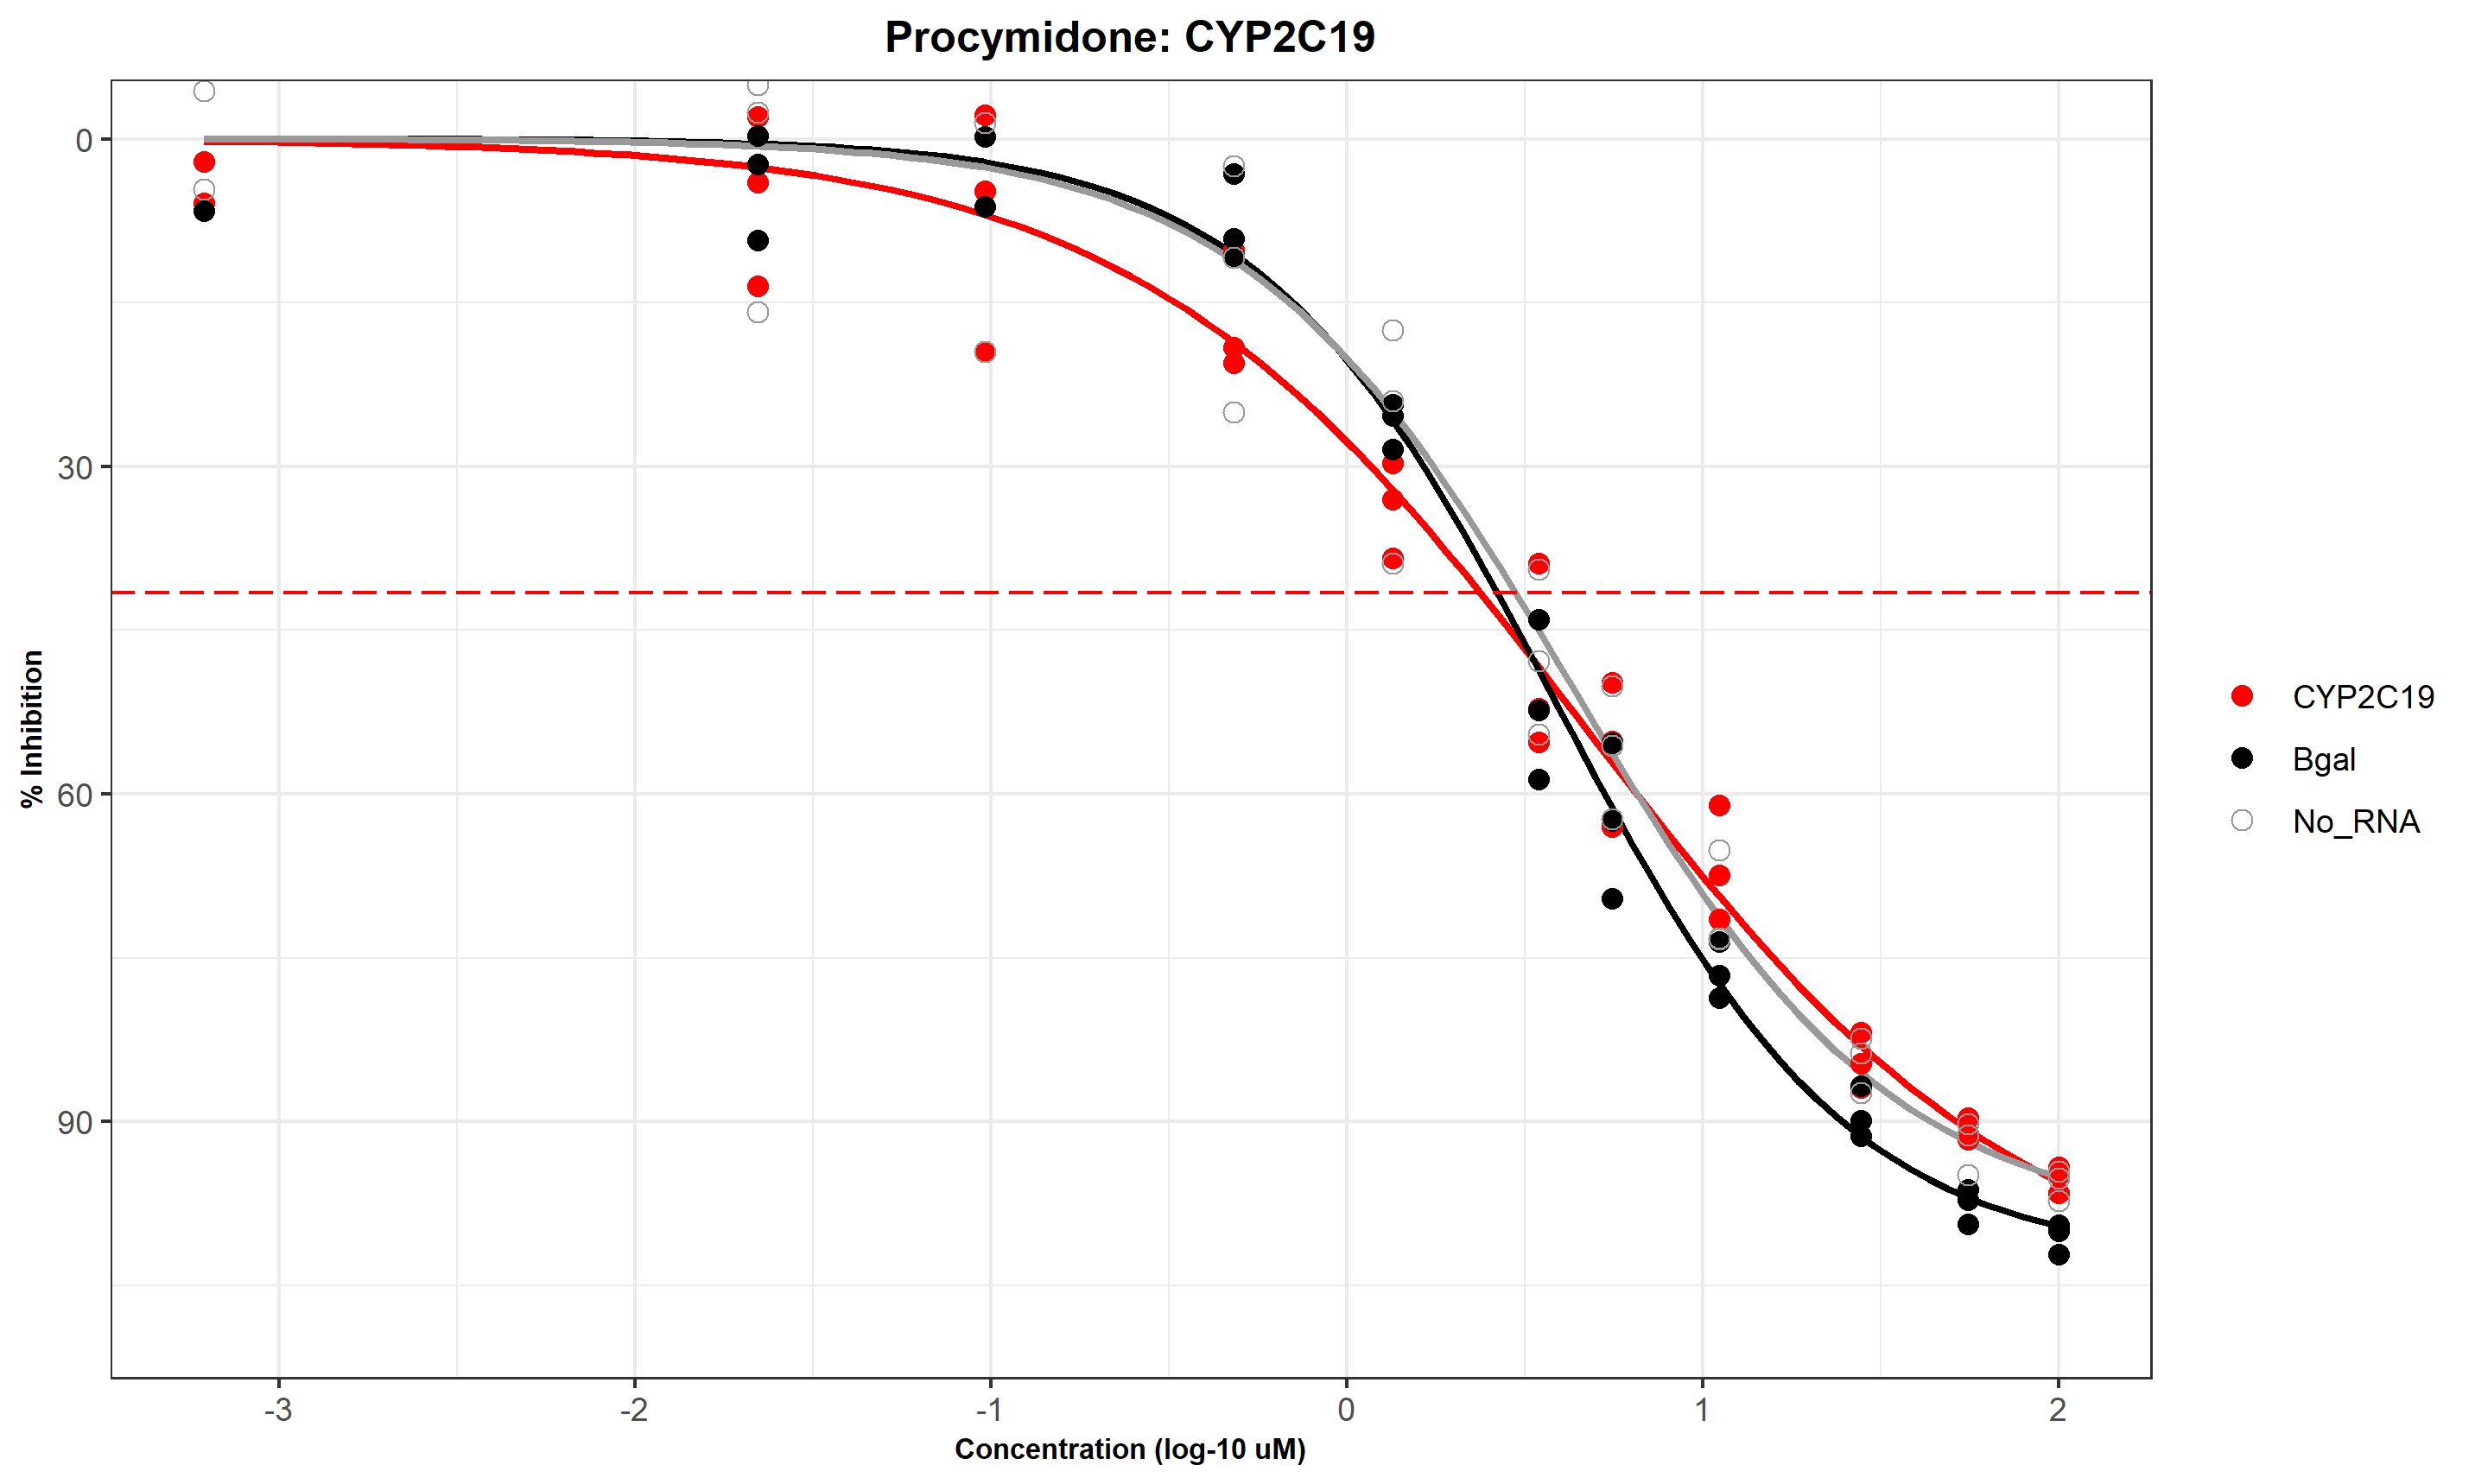 Procymidone: CYP2C19
0
30
60
90
% Inhibition
-3
-2
-1
0
1
2
Concentration (log-10 uM)
CYP2C19
Bgal
No_RNA